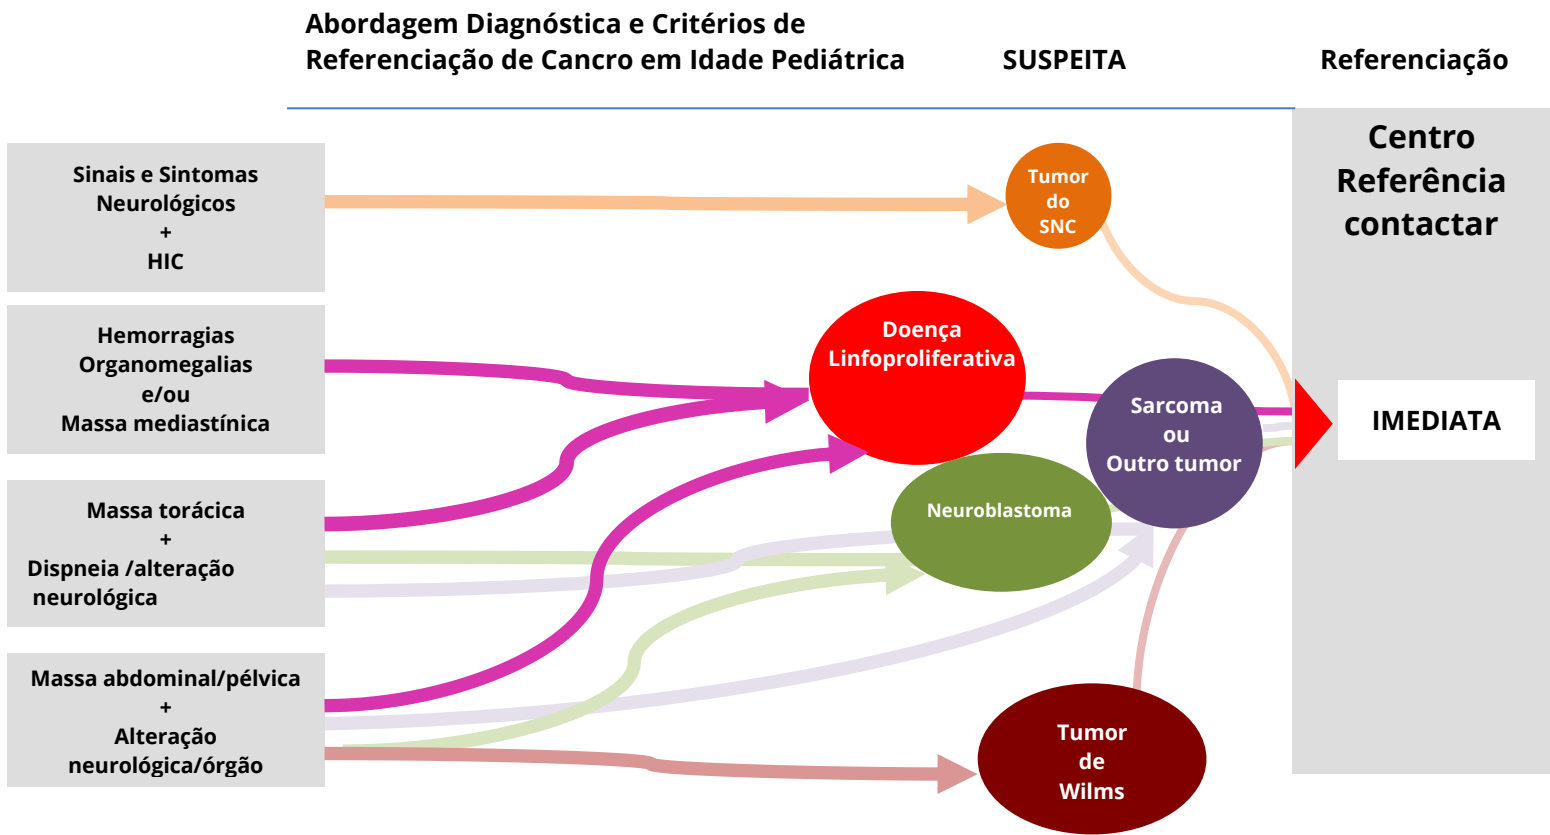 Abordagem Diagnóstica e Critérios de
Referenciação de Cancro em Idade Pediátrica
SUSPEITA
Referenciação
Sinais e Sintomas
Neurológicos
+
HIC
Hemorragias
Organomegalias
e/ou
Massa mediastínica
Massa torácica
+
Dispneia /alteração
neurológica
Massa abdominal/pélvica
+
Alteração
neurológica/órgão
Tumor
do
SNC
Doença
Linfoproliferativa
Sarcoma
ou
Outro tumor
Neuroblastoma
Tumor
de
Wilms
Centro
Referência
contactar
IMEDIATA